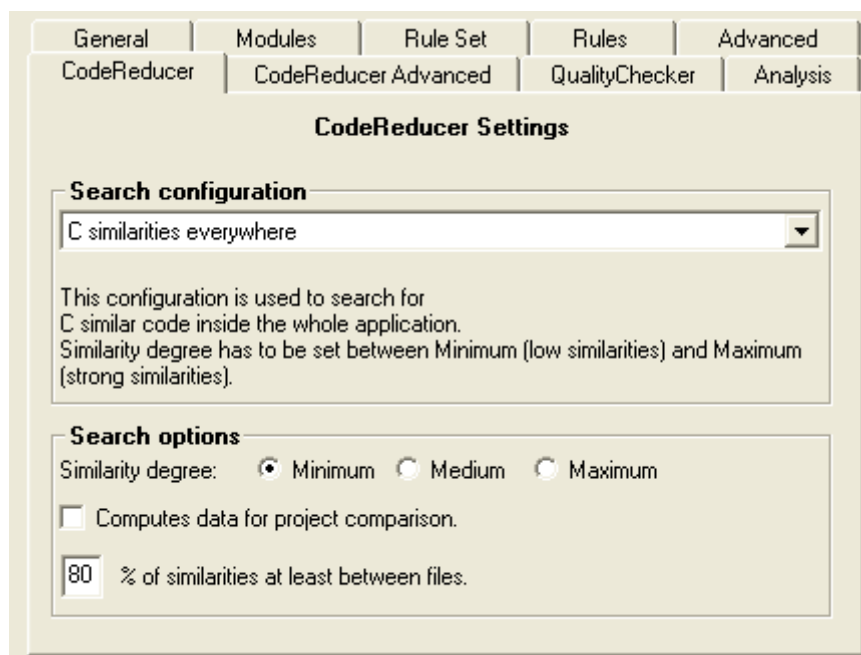 General Modules Rule Set Rules Advanced
CodeReducer CodeReducer Advanced QualityChecker Analysis
CodeReducer Settings
Search configuration
C similarities everywhere
This configuration is used to search for
C similar code inside the whole application.
Similarity degree has to be set between Minimum (low similarities) and Maximum
(strong similarities).
Search options
Similarity degree: Minimum Medium Maximum
Computes data for project comparison.
80 % of similarities at least between files.